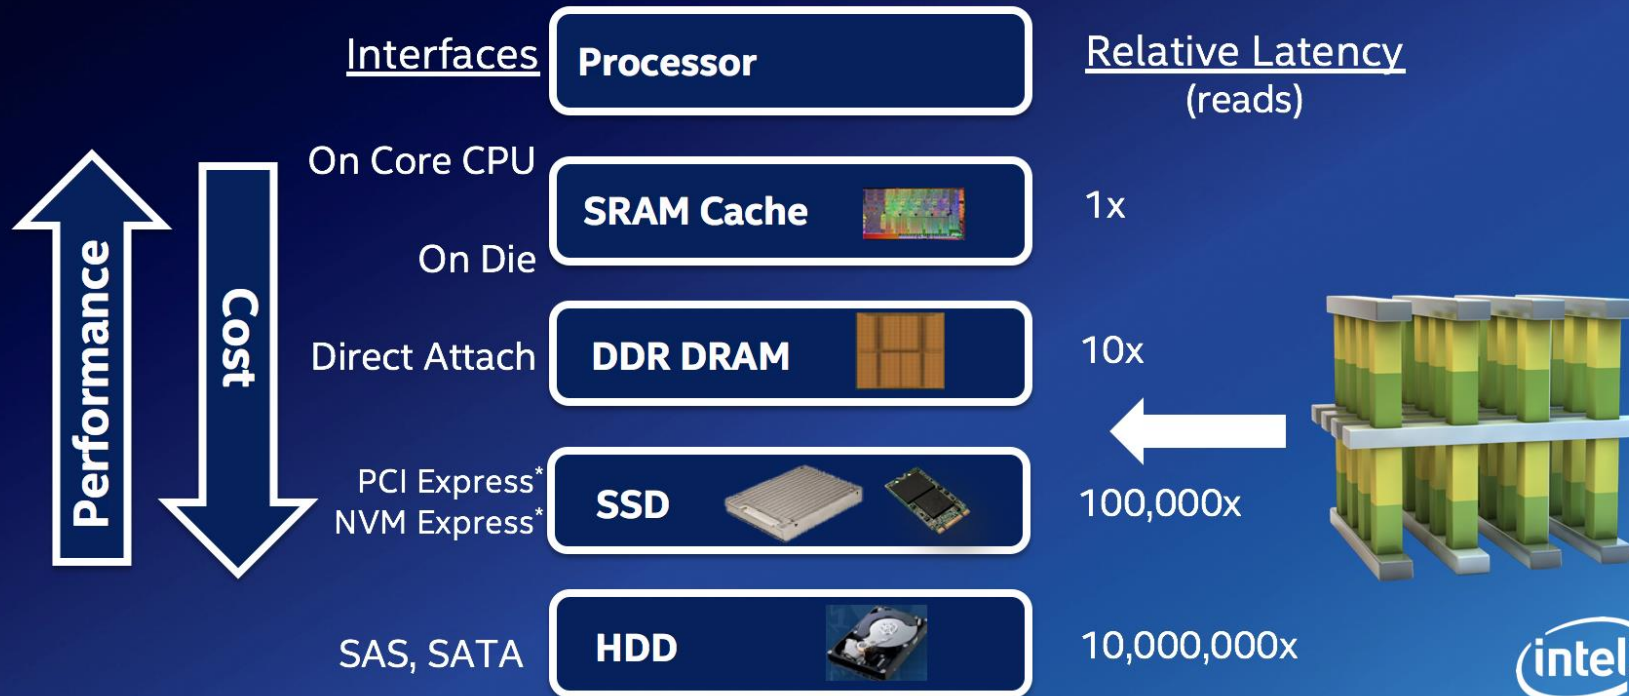 Interfaces
Processor
Relative Latency
(reads)
Performance
Cost
On Core CPU
SRAM Cache
1x
On Die
Direct Attach
DDR DRAM
10x
PCI Express*
NVM Express*
SSD
100,000x
SAS, SATA
HDD
10,000,000x
intel